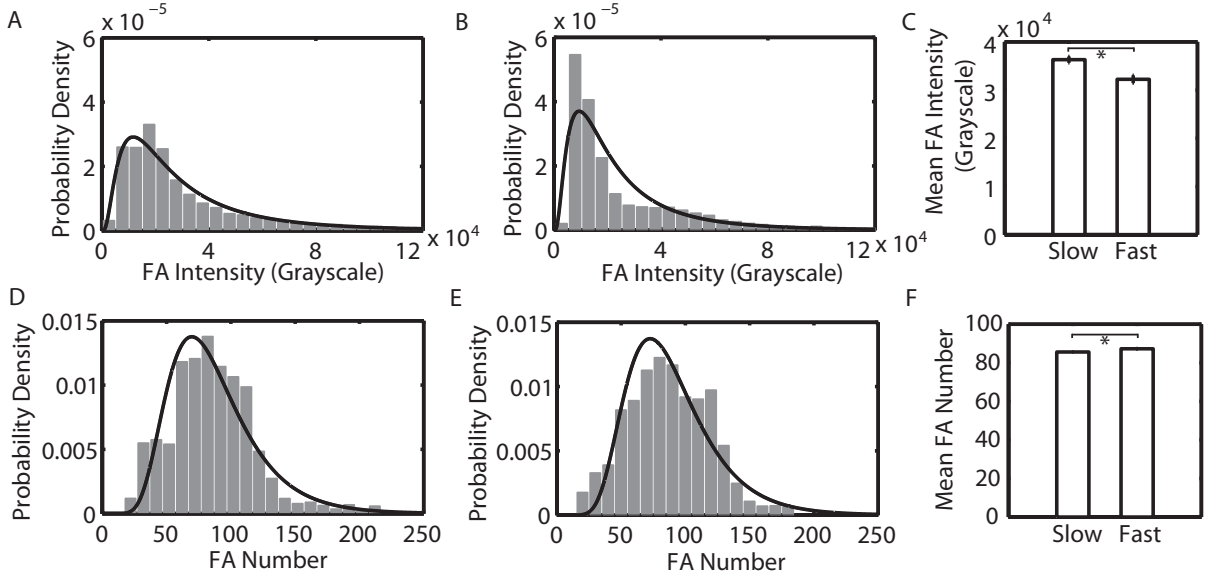 A
x 10 –5
Probability Density
6
4
2
0
0
4
8
12
x 10 4
FA Intensity (Grayscale)
B
x 10 –5
Probability Density
6
4
2
0
0
4
8
12
x 10 4
FA Intensity (Grayscale)
C
x 10 4
Mean FA Intensity
(Grayscale)
4
3
2
1
0
*
Slow
Fast
D
Probability Density
0.015
0.01
0.005
0
0
50
100
150
200
250
FA Number
E
Probability Density
0.015
0.01
0.005
0
0
50
100
150
200
250
FA Number
F
Mean FA Number
100
80
60
40
20
0
*
Slow
Fast